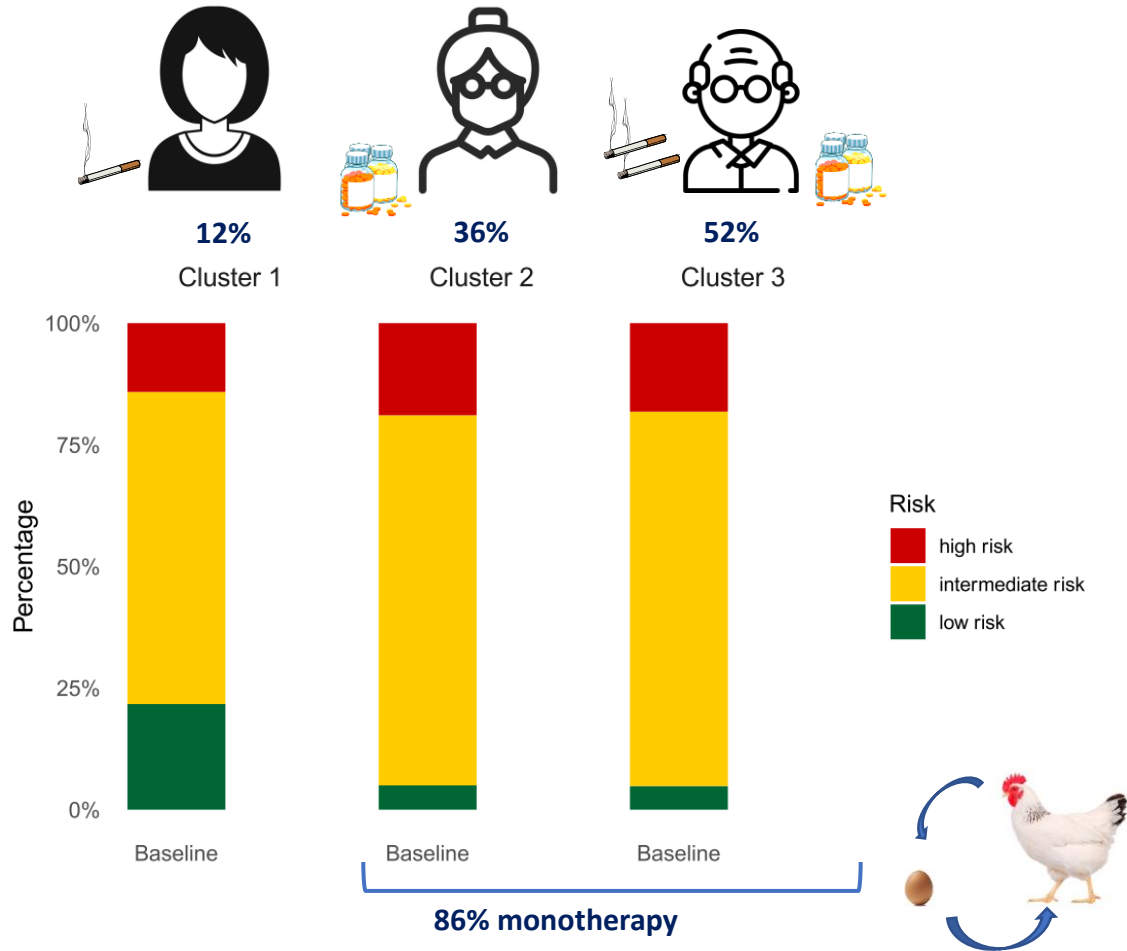 12%
36%
52%
Cluster 1
Cluster 2
Cluster 3
100%
75%
50%
25%
0%
Percentage
Baseline
Baseline
Baseline
86% monotherapy
Risk
high risk
intermediate risk
low risk